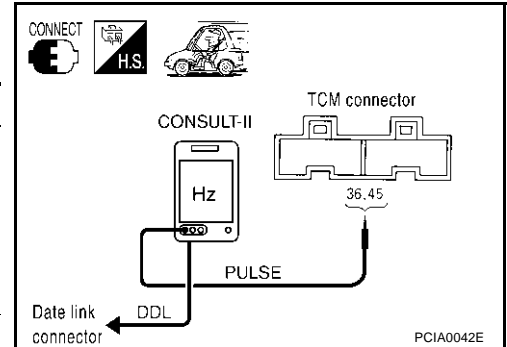 CONNECT
H.S.
TCM connector
CONSULT-II
Hz
36,45
PULSE
DDL
Date link
connector
PCIA0042E